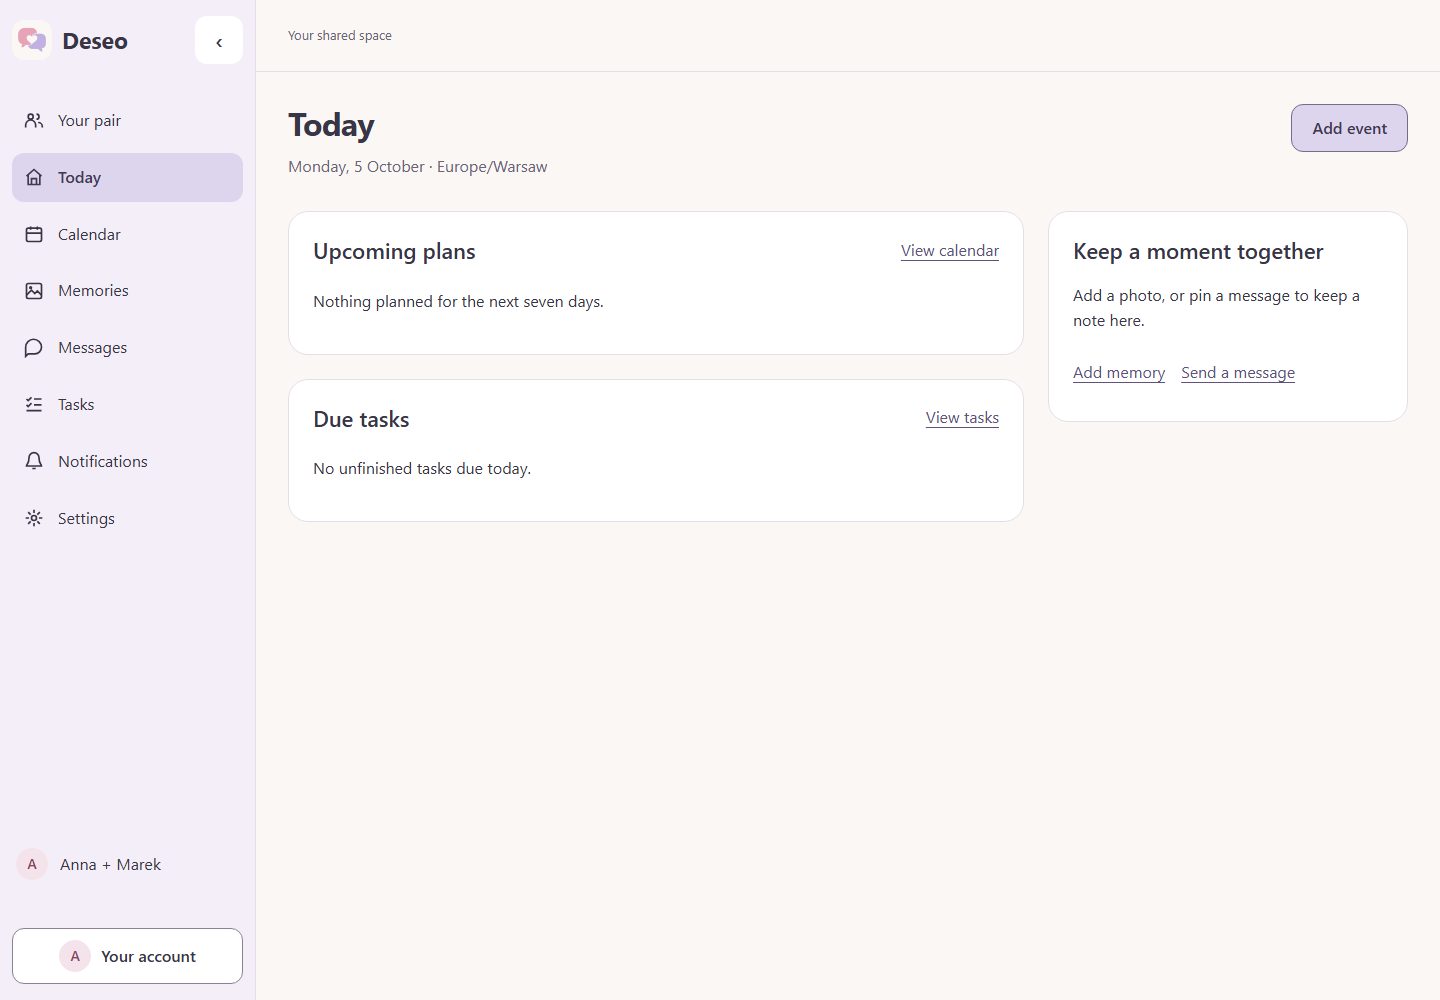 Deseo
‹
Your pair
Today
Calendar
Memories
Messages
Tasks
Notifications
Settings
A Anna + Marek
A Your account
Your shared space
Today
Monday, 5 October · Europe/Warsaw
Add event
Upcoming plans
View calendar
Nothing planned for the next seven days.
Due tasks
View tasks
No unfinished tasks due today.
Keep a moment together
Add a photo, or pin a message to keep a
note here.
Add memory Send a message